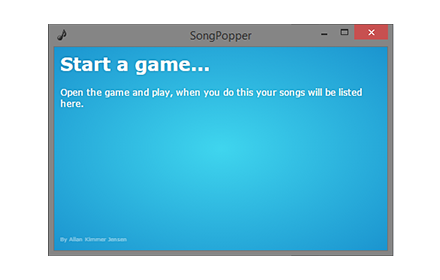 SongPopper
Start a game...
Open the game and play, when you do this your songs will be listed
here.
By Allan Kimmer Jensen